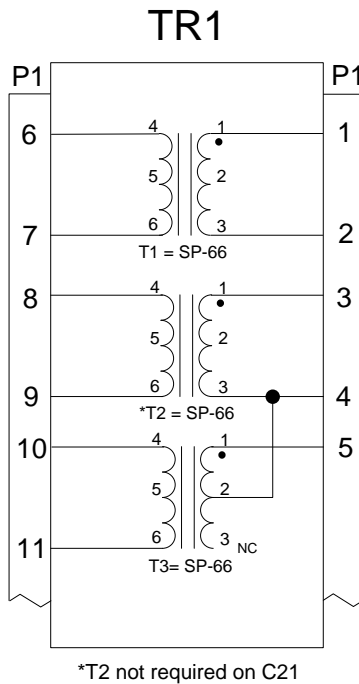 TR1
P1 P1
6 4 1 1
5 2
7 6 3 2
T1 = SP-66
8 4 1 3
5 2
9 6 3 4
*T2 = SP-66
10 4 1 5
5 2
11 6 3 NC
T3= SP-66
*T2 not required on C21